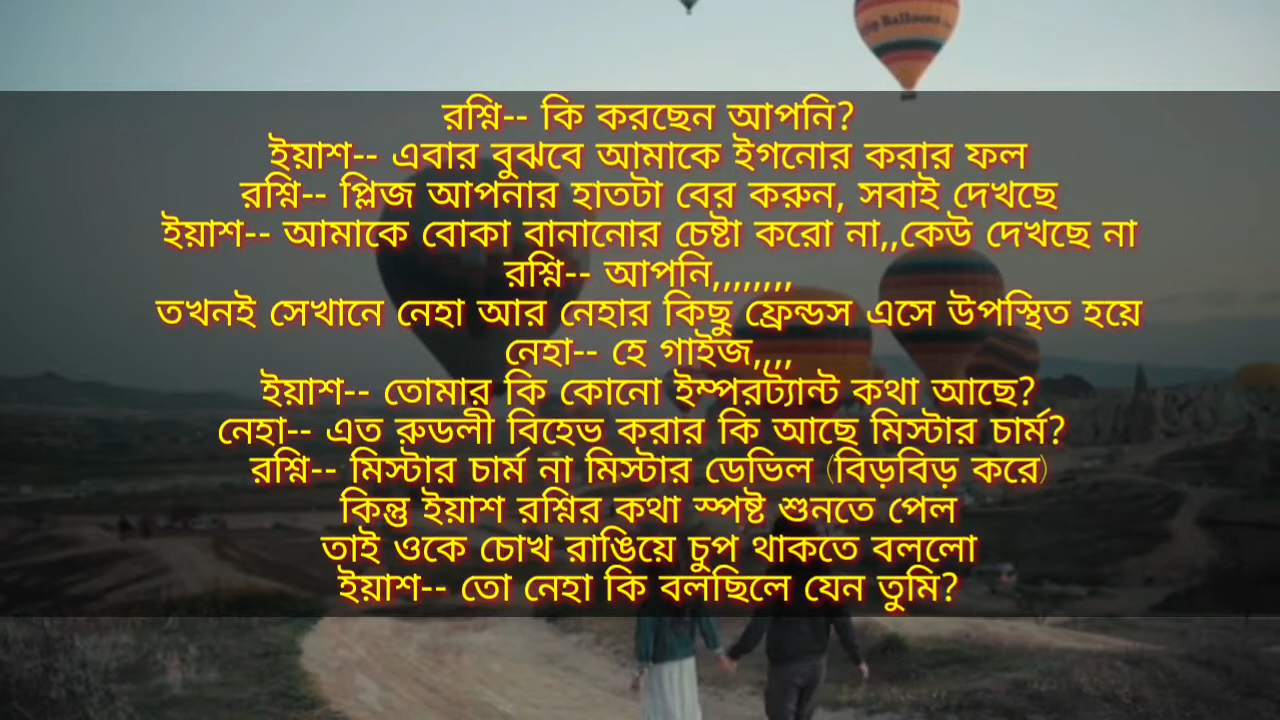 Balloons
রশ্নি-- কি করছেন আপনি?
ইয়াশ-- এবার বুঝবে আমাকে ইগনোর করার ফল
রশ্নি-- প্লিজ আপনার হাতটা বের করুন, সবাই দেখছে
ইয়াশ-- আমাকে বোকা বানানোর চেষ্টা করো না,,কেউ দেখছে না
রশ্নি-- আপনি,,,,,,,,
তখনই সেখানে নেহা আর নেহার কিছু ফ্রেন্ডস এসে উপস্থিত হয়ে
নেহা-- হে গাইজ,,,,
ইয়াশ-- তোমার কি কোনো ইম্পরট্যান্ট কথা আছে?
নেহা-- এত রুডলী বিহেভ করার কি আছে মিস্টার চার্ম?
রশ্নি-- মিস্টার চার্ম না মিস্টার ডেভিল (বিড়বিড় করে)
কিন্তু ইয়াশ রশ্নির কথা স্পষ্ট শুনতে পেল
তাই ওকে চোখ রাঙিয়ে চুপ থাকতে বললো
ইয়াশ-- তো নেহা কি বলছিলে যেন তুমি?